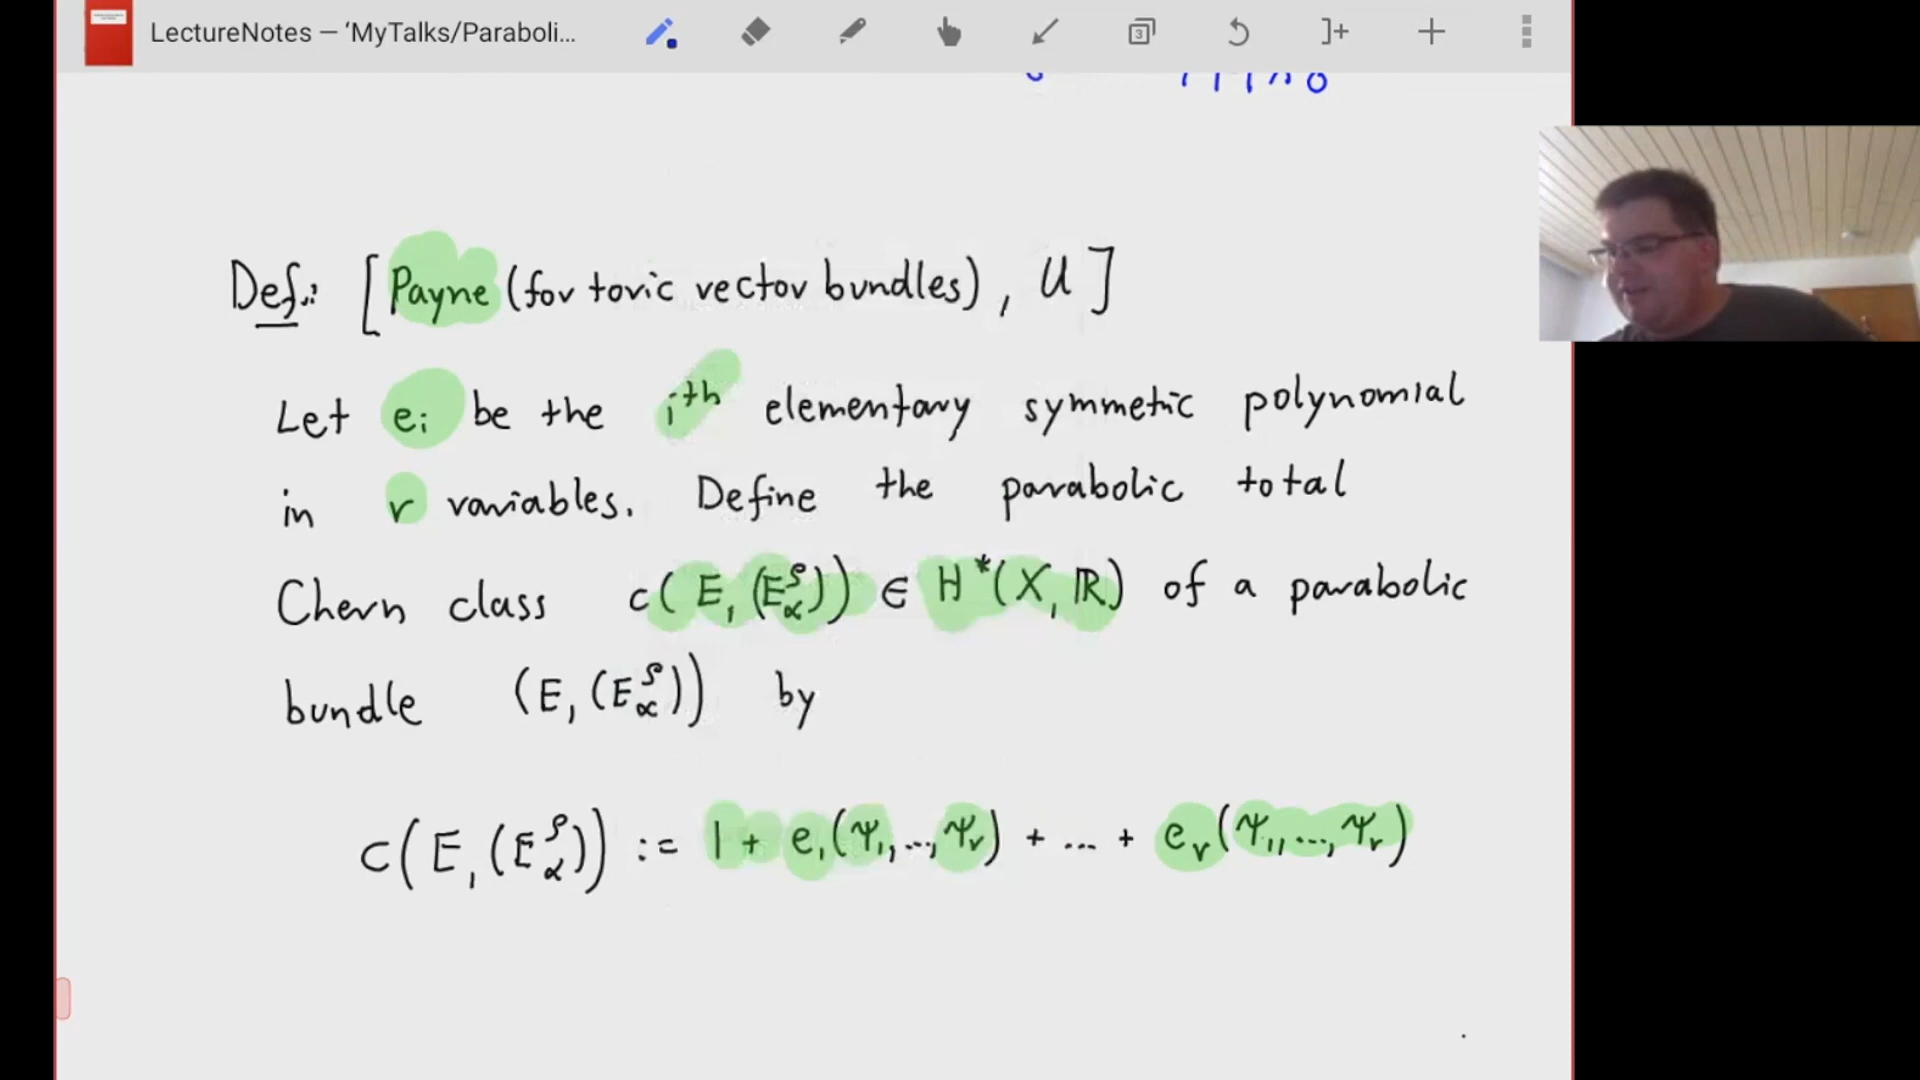 LectureNotes – ‘MyTalks/Paraboli...
3
Def.: [Payne (for toric vector bundles), U]
Let eᵢ be the iᵗʰ elementary symmetric polynomial
in r variables. Define the parabolic total
Chern class c(E, (E^ρ_α)) ∈ H*(X, ℝ) of a parabolic
bundle (E, (E^ρ_α)) by
c(E, (E^ρ_α)) := 1 + e₁(Ψ₁, ..., Ψᵣ) + ... + eᵣ(Ψ₁, ..., Ψᵣ)